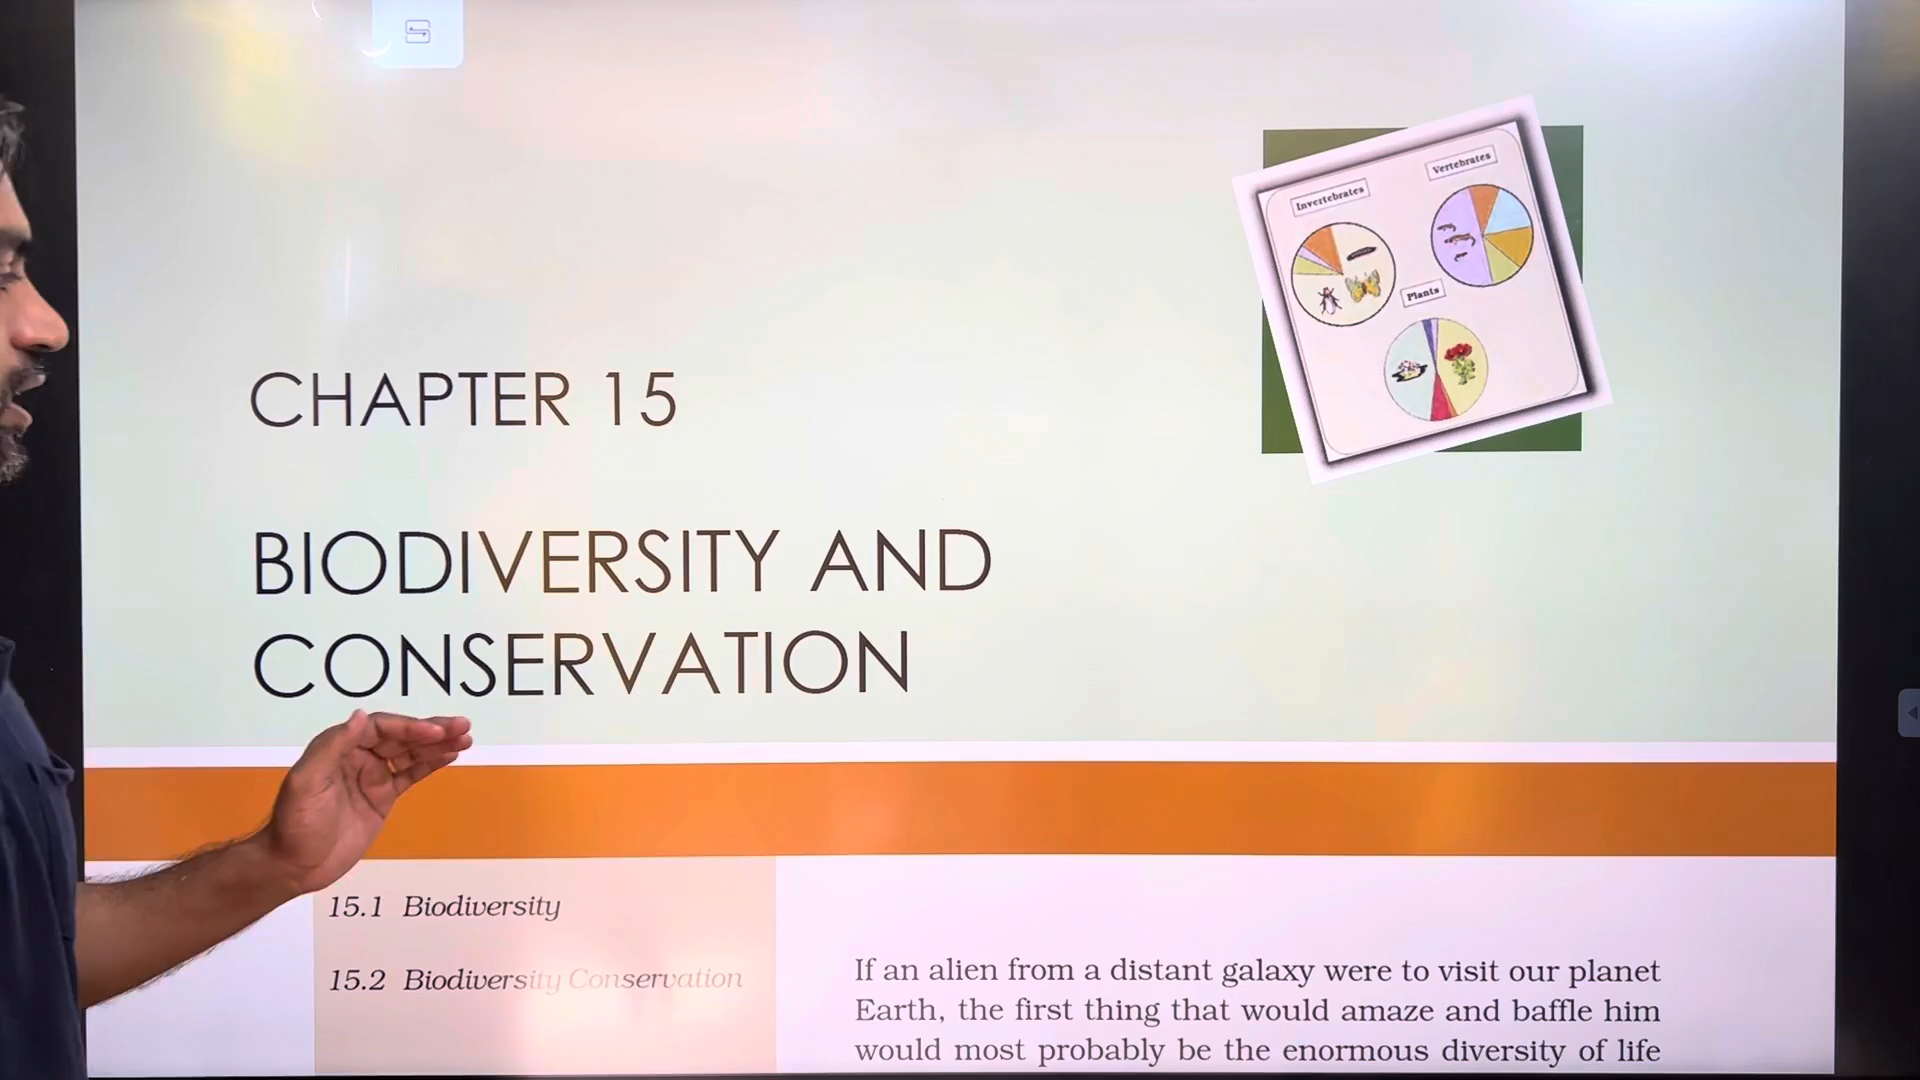 Invertebrates
Vertebrates
Plants
CHAPTER 15
BIODIVERSITY AND
CONSERVATION
15.1 Biodiversity
15.2 Biodiversity Conservation
If an alien from a distant galaxy were to visit our planet
Earth, the first thing that would amaze and baffle him
would most probably be the enormous diversity of life